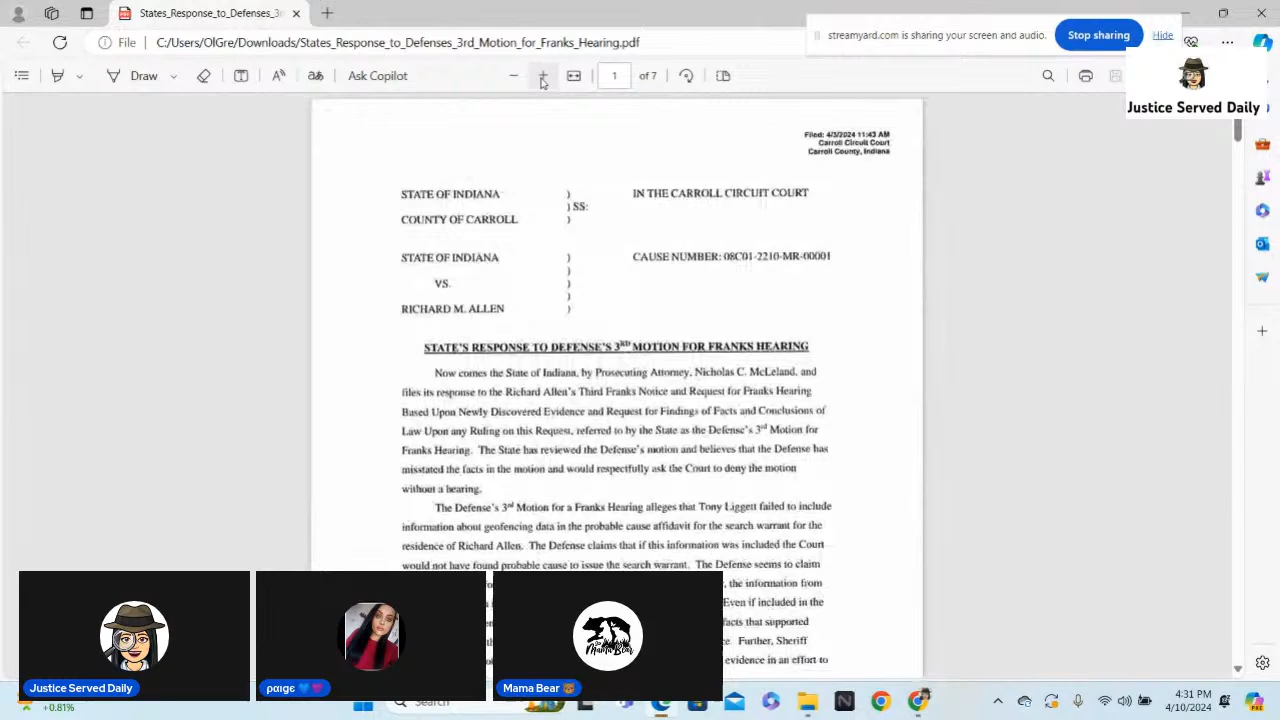 States_Response_to_Defenses_3r
File C:/Users/OlGre/Downloads/States_Response_to_Defenses_3rd_Motion_for_Franks_Hearing.pdf
streamyard.com is sharing your screen and audio.
Stop sharing
Hide
Draw
Ask Copilot
1 of 7
Justice Served Daily
Filed: 4/3/2024 11:43 AM
Carroll Circuit Court
Carroll County, Indiana
STATE OF INDIANA ) IN THE CARROLL CIRCUIT COURT
) SS:
COUNTY OF CARROLL )
STATE OF INDIANA ) CAUSE NUMBER: 08C01-2210-MR-00001
)
VS. )
)
RICHARD M. ALLEN )
STATE'S RESPONSE TO DEFENSE'S 3RD MOTION FOR FRANKS HEARING
Now comes the State of Indiana, by Prosecuting Attorney, Nicholas C. McLeland, and
files its response to the Richard Allen's Third Franks Notice and Request for Franks Hearing
Based Upon Newly Discovered Evidence and Request for Findings of Facts and Conclusions of
Law Upon any Ruling on this Request, referred to by the State as the Defense's 3rd Motion for
Franks Hearing. The State has reviewed the Defense's motion and believes that the Defense has
misstated the facts in the motion and would respectfully ask the Court to deny the motion
without a hearing.
The Defense's 3rd Motion for a Franks Hearing alleges that Tony Liggett failed to include
information about geofencing data in the probable cause affidavit for the search warrant for the
residence of Richard Allen. The Defense claims that if this information was included the Court
would not have found probable cause to issue the search warrant. The Defense seems to claim
, the information from
Even if included in the
facts that supported
Further, Sheriff
evidence in an effort to
Justice Served Daily
ραιgє 💙💜
Mama Bear 🐻
Mama Bear
+0.81%
Search
4:31 PM
4/10/2024